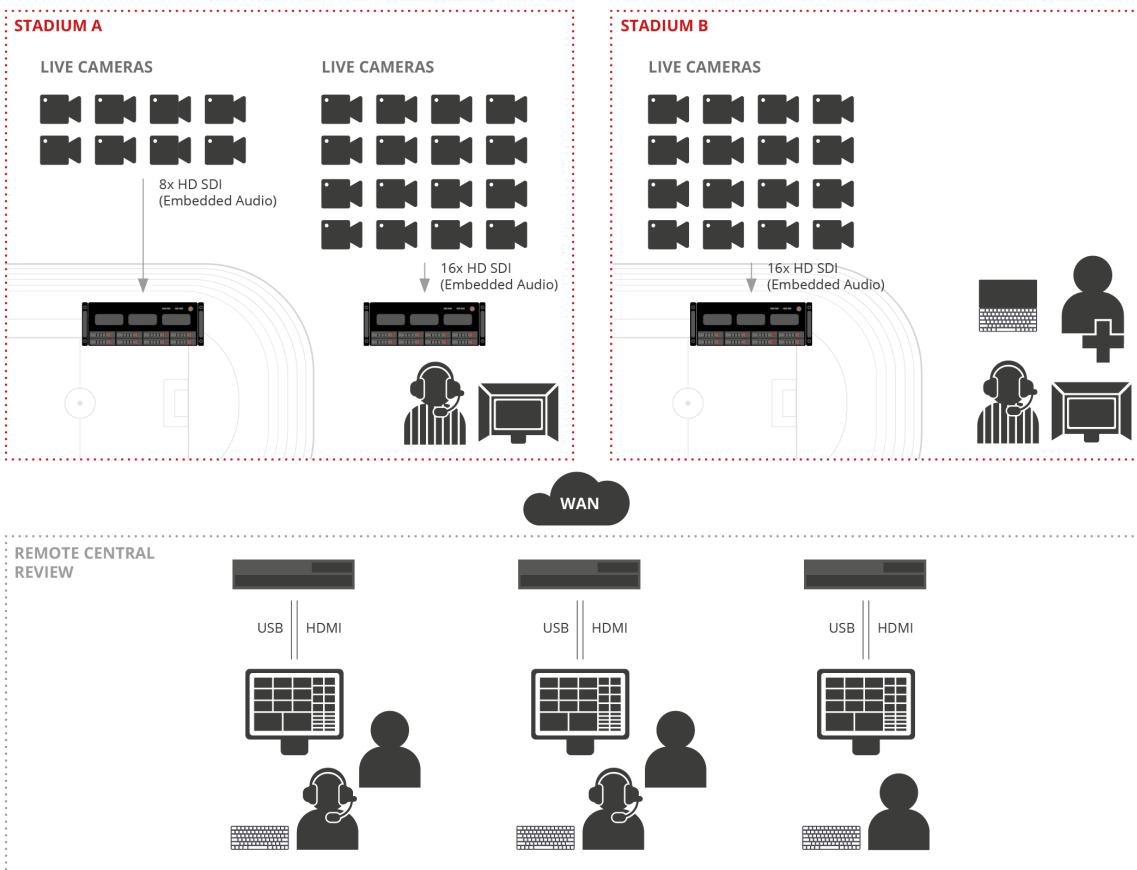 STADIUM A
LIVE CAMERAS
8x HD SDI
(Embedded Audio)
LIVE CAMERAS
16x HD SDI
(Embedded Audio)
STADIUM B
LIVE CAMERAS
16x HD SDI
(Embedded Audio)
WAN
REMOTE CENTRAL
REVIEW
USB HDMI
USB HDMI
USB HDMI